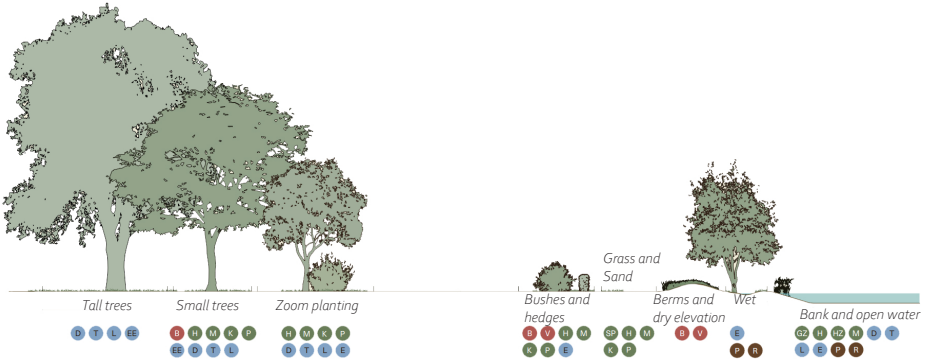 Grass and
Sand
Tall trees
Small trees
Zoom planting
Bushes and
hedges
Berms and
dry elevation
Wet
Bank and open water
D T L EE
B H M K P
EE D T L
H M K P
D T L E
B V H M
K P E
SP H M
K P
B V
E
P R
GZ H HZ M D T
L E P R